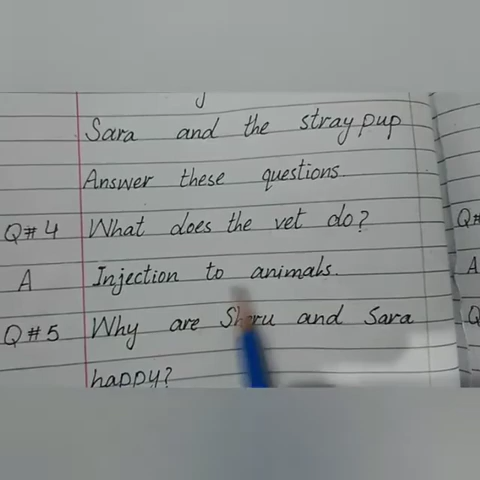 Sara and the stray pup
Answer these questions.
Q#4 What does the vet do?
A Injection to animals.
Q#5 Why are Sheru and Sara
happy?